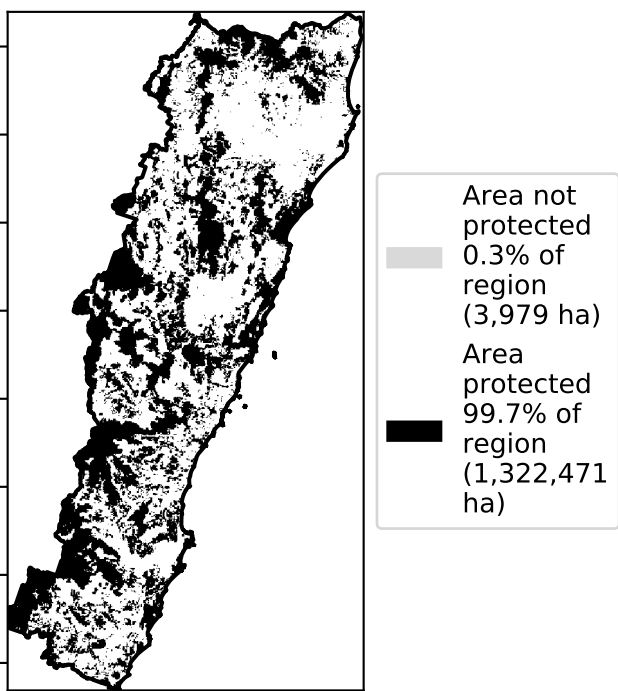 Area not
protected
0.3% of
region
(3,979 ha)
Area
protected
99.7% of
region
(1,322,471
ha)